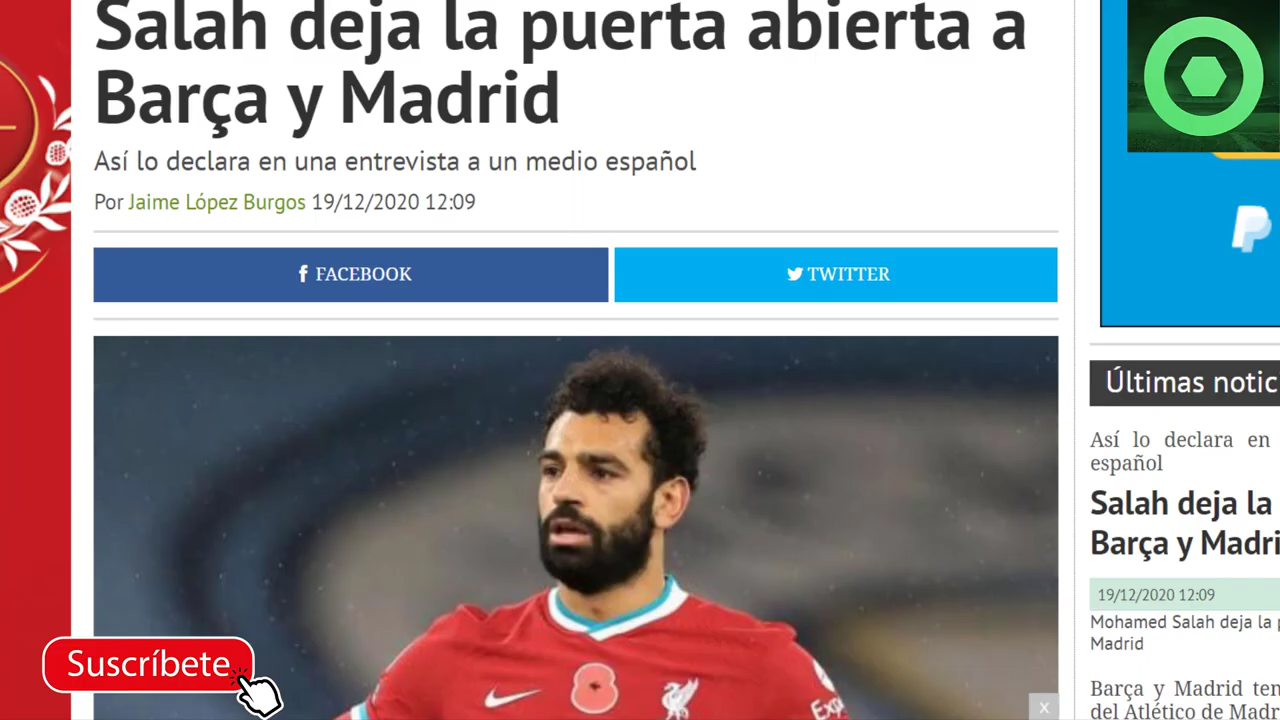 Salah deja la puerta abierta a
Barça y Madrid
Así lo declara en una entrevista a un medio español
Por Jaime López Burgos 19/12/2020 12:09
FACEBOOK
TWITTER
Últimas notic
Así lo declara en
español
Salah deja la
Barça y Madri
19/12/2020 12:09
Mohamed Salah deja la p
Madrid
Barça y Madrid ten
del Atlético de Madr
Suscríbete
Exp
x